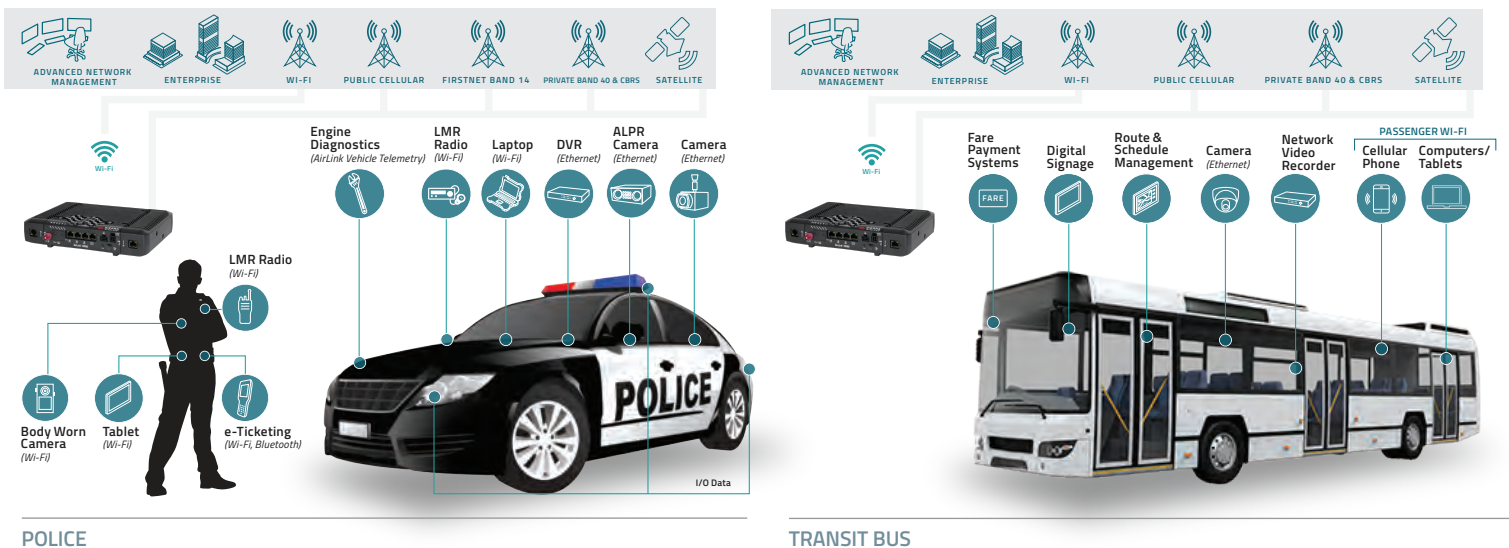 ADVANCED NETWORK
MANAGEMENT
ENTERPRISE
WI-FI
PUBLIC CELLULAR
FIRSTNET BAND 14
PRIVATE BAND 40 & CBRS
SATELLITE
Wi-Fi
Engine
Diagnostics
(AirLink Vehicle Telemetry)
LMR
Radio
(Wi-Fi)
Laptop
(Wi-Fi)
DVR
(Ethernet)
ALPR
Camera
(Ethernet)
Camera
(Ethernet)
LMR Radio
(Wi-Fi)
Body Worn
Camera
(Wi-Fi)
Tablet
(Wi-Fi)
e-Ticketing
(Wi-Fi, Bluetooth)
POLICE
I/O Data
POLICE
ADVANCED NETWORK
MANAGEMENT
ENTERPRISE
WI-FI
PUBLIC CELLULAR
PRIVATE BAND 40 & CBRS
SATELLITE
Wi-Fi
Fare
Payment
Systems
FARE
Digital
Signage
Route &
Schedule
Management
Camera
(Ethernet)
Network
Video
Recorder
PASSENGER WI-FI
Cellular
Phone
Computers/
Tablets
TRANSIT BUS